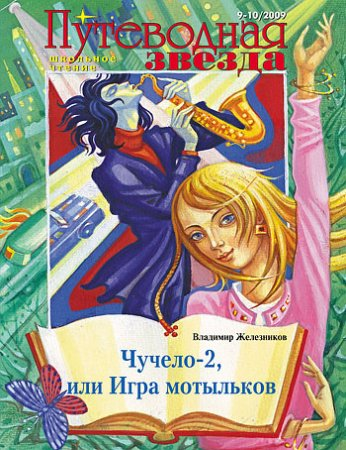 9-10/2009
Путеводная
звезда
школьное
чтение
Владимир Железников
Чучело-2,
или Игра мотыльков